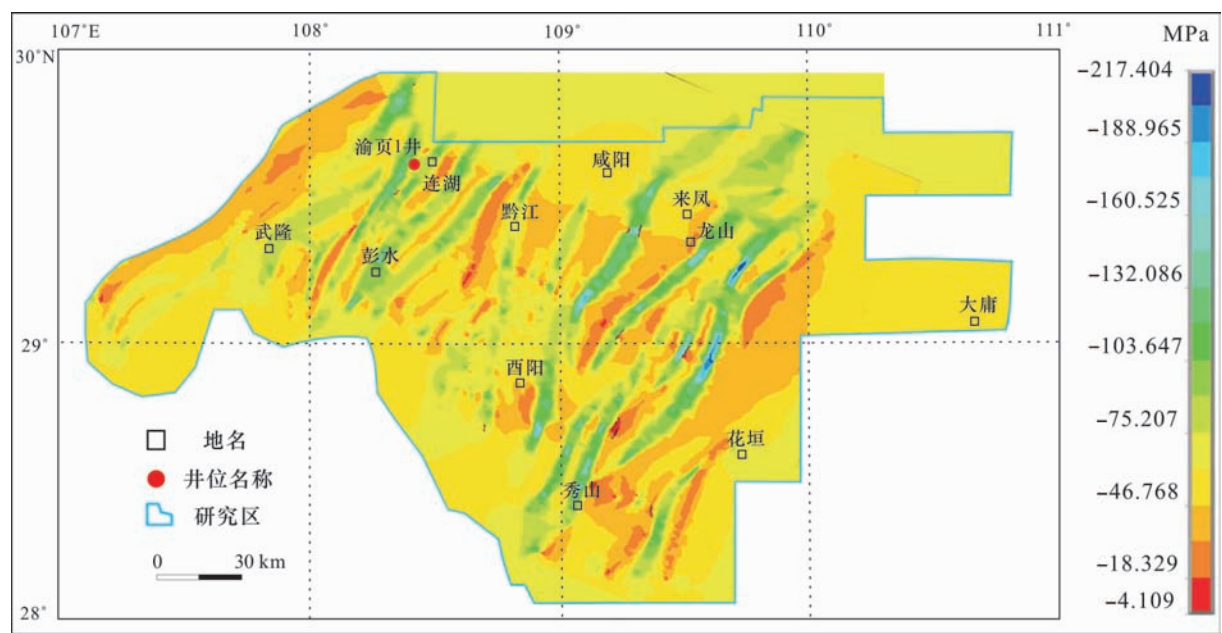 107°E 108° 109° 110° 111°
MPa
30°N
-217.404
-188.965
-160.525
-132.086
-103.647
-75.207
-46.768
-18.329
-4.109
渝页1井
连湖
咸阳
黔江
来凤
龙山
武隆
彭水
大庸
29°
酉阳
花垣
秀山
地名
井位名称
研究区
0 30 km
28°